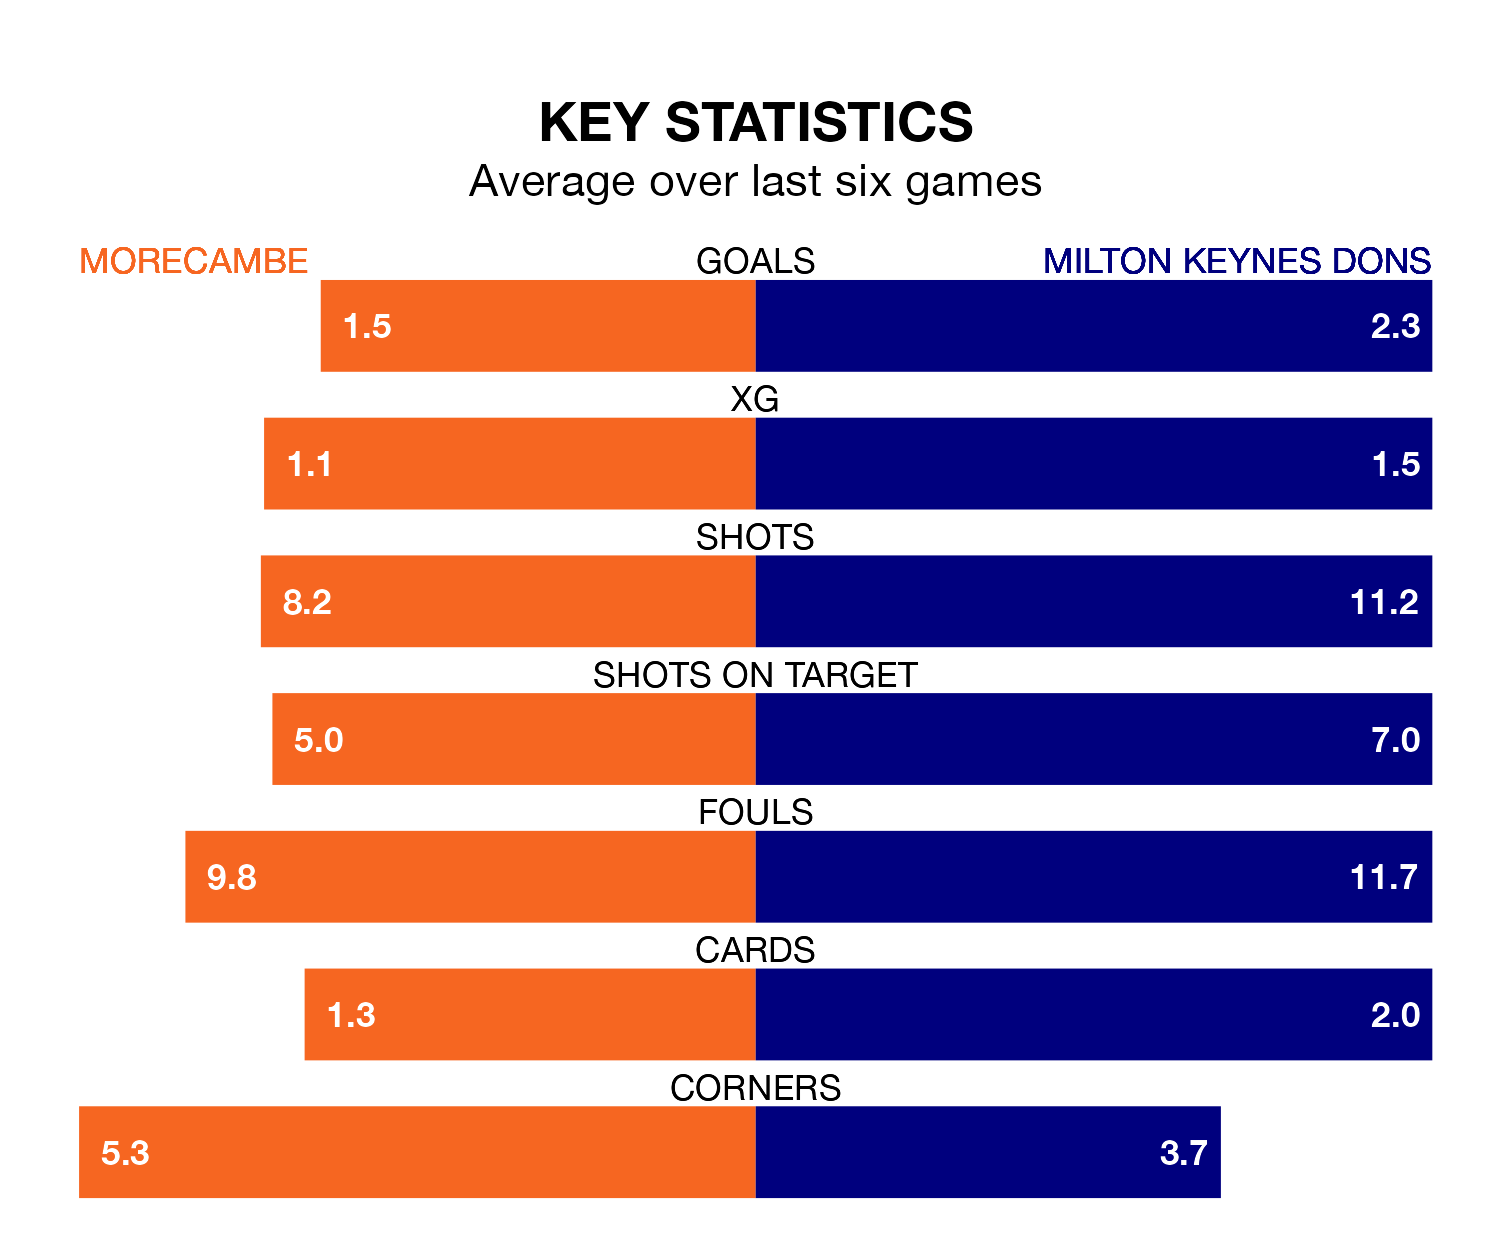 KEY STATISTICS
Average over last six games
MORECAMBE GOALS MILTON KEYNES DONS
1.5 2.3
XG
1.1 1.5
SHOTS
8.2 11.2
SHOTS ON TARGET
5.0 7.0
FOULS
9.8 11.7
CARDS
1.3 2.0
CORNERS
5.3 3.7